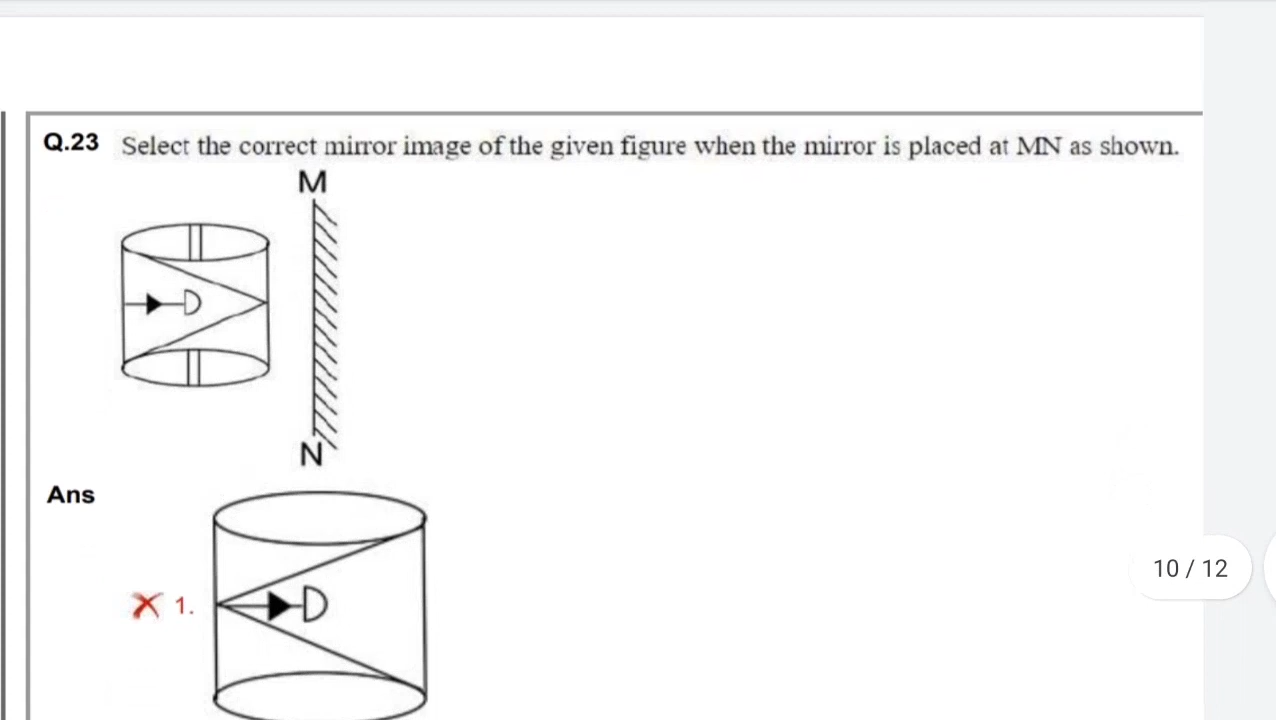 Q.23 Select the correct mirror image of the given figure when the mirror is placed at MN as shown.
M
D
N
Ans
1.
D
10 / 12